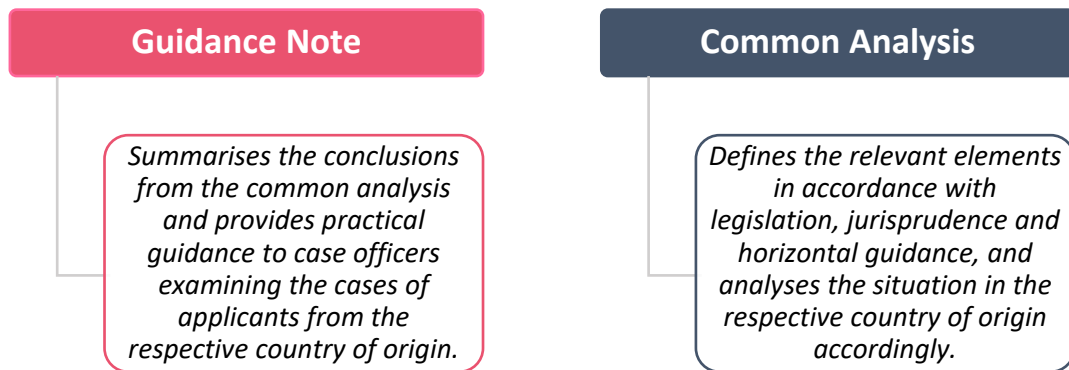 Guidance Note
Summarises the conclusions
from the common analysis
and provides practical
guidance to case officers
examining the cases of
applicants from the
respective country of origin.
Common Analysis
Defines the relevant elements
in accordance with
legislation, jurisprudence and
horizontal guidance, and
analyses the situation in the
respective country of origin
accordingly.